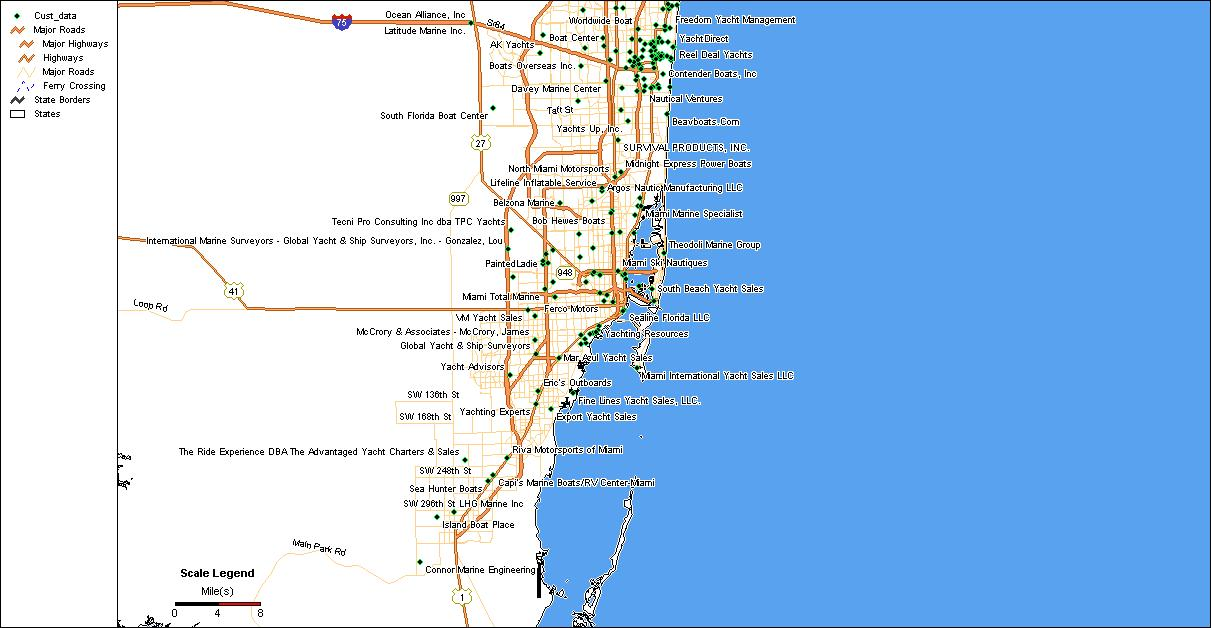 Cust_data
Major Roads
Major Highways
Highways
Major Roads
Ferry Crossing
State Borders
States
Ocean Alliance, Inc
Latitude Marine Inc.
75
Sr84
AK Yachts
Worldwide Boat
Boat Center
Freedom Yacht Management
YachtDirect
Reel Deal Yachts
Boats Overseas Inc.
Contender Boats, Inc
Davey Marine Center
Nautical Ventures
Taft St
South Florida Boat Center
Beavboats.Com
Yachts Up, Inc.
27
SURVIVAL PRODUCTS, INC.
Midnight Express Power Boats
North Miami Motorsports
Lifeline Inflatable Service
Argos Nautic Manufacturing LLC
997
Belzona Marine
Miami Marine Specialist
Tecni Pro Consulting Inc dba TPC Yachts
Bob Hewes Boats
International Marine Surveyors - Global Yacht & Ship Surveyors, Inc. - Gonzalez, Lou
Theodoli Marine Group
Painted Ladie
Miami Ski Nautiques
948
41
South Beach Yacht Sales
Miami Total Marine
Loop Rd
Ferco Motors
VM Yacht Sales
Sealine Florida LLC
McCrory & Associates - McCrory, James
Yachting Resources
Global Yacht & Ship Surveyors
Mar Azul Yacht Sales
Yacht Advisors
Miami International Yacht Sales LLC
Eric's Outboards
SW 136th St
Fine Lines Yacht Sales, LLC.
Yachting Experts
SW 168th St
Export Yacht Sales
The Ride Experience DBA The Advantaged Yacht Charters & Sales
Riva Motorsports of Miami
SW 248th St
Capi's Marine Boats/RV Center-Miami
Sea Hunter Boats
SW 296th St
LHG Marine Inc
Island Boat Place
Main Park Rd
Connor Marine Engineering
Scale Legend
Mile(s)
0 4 8
1